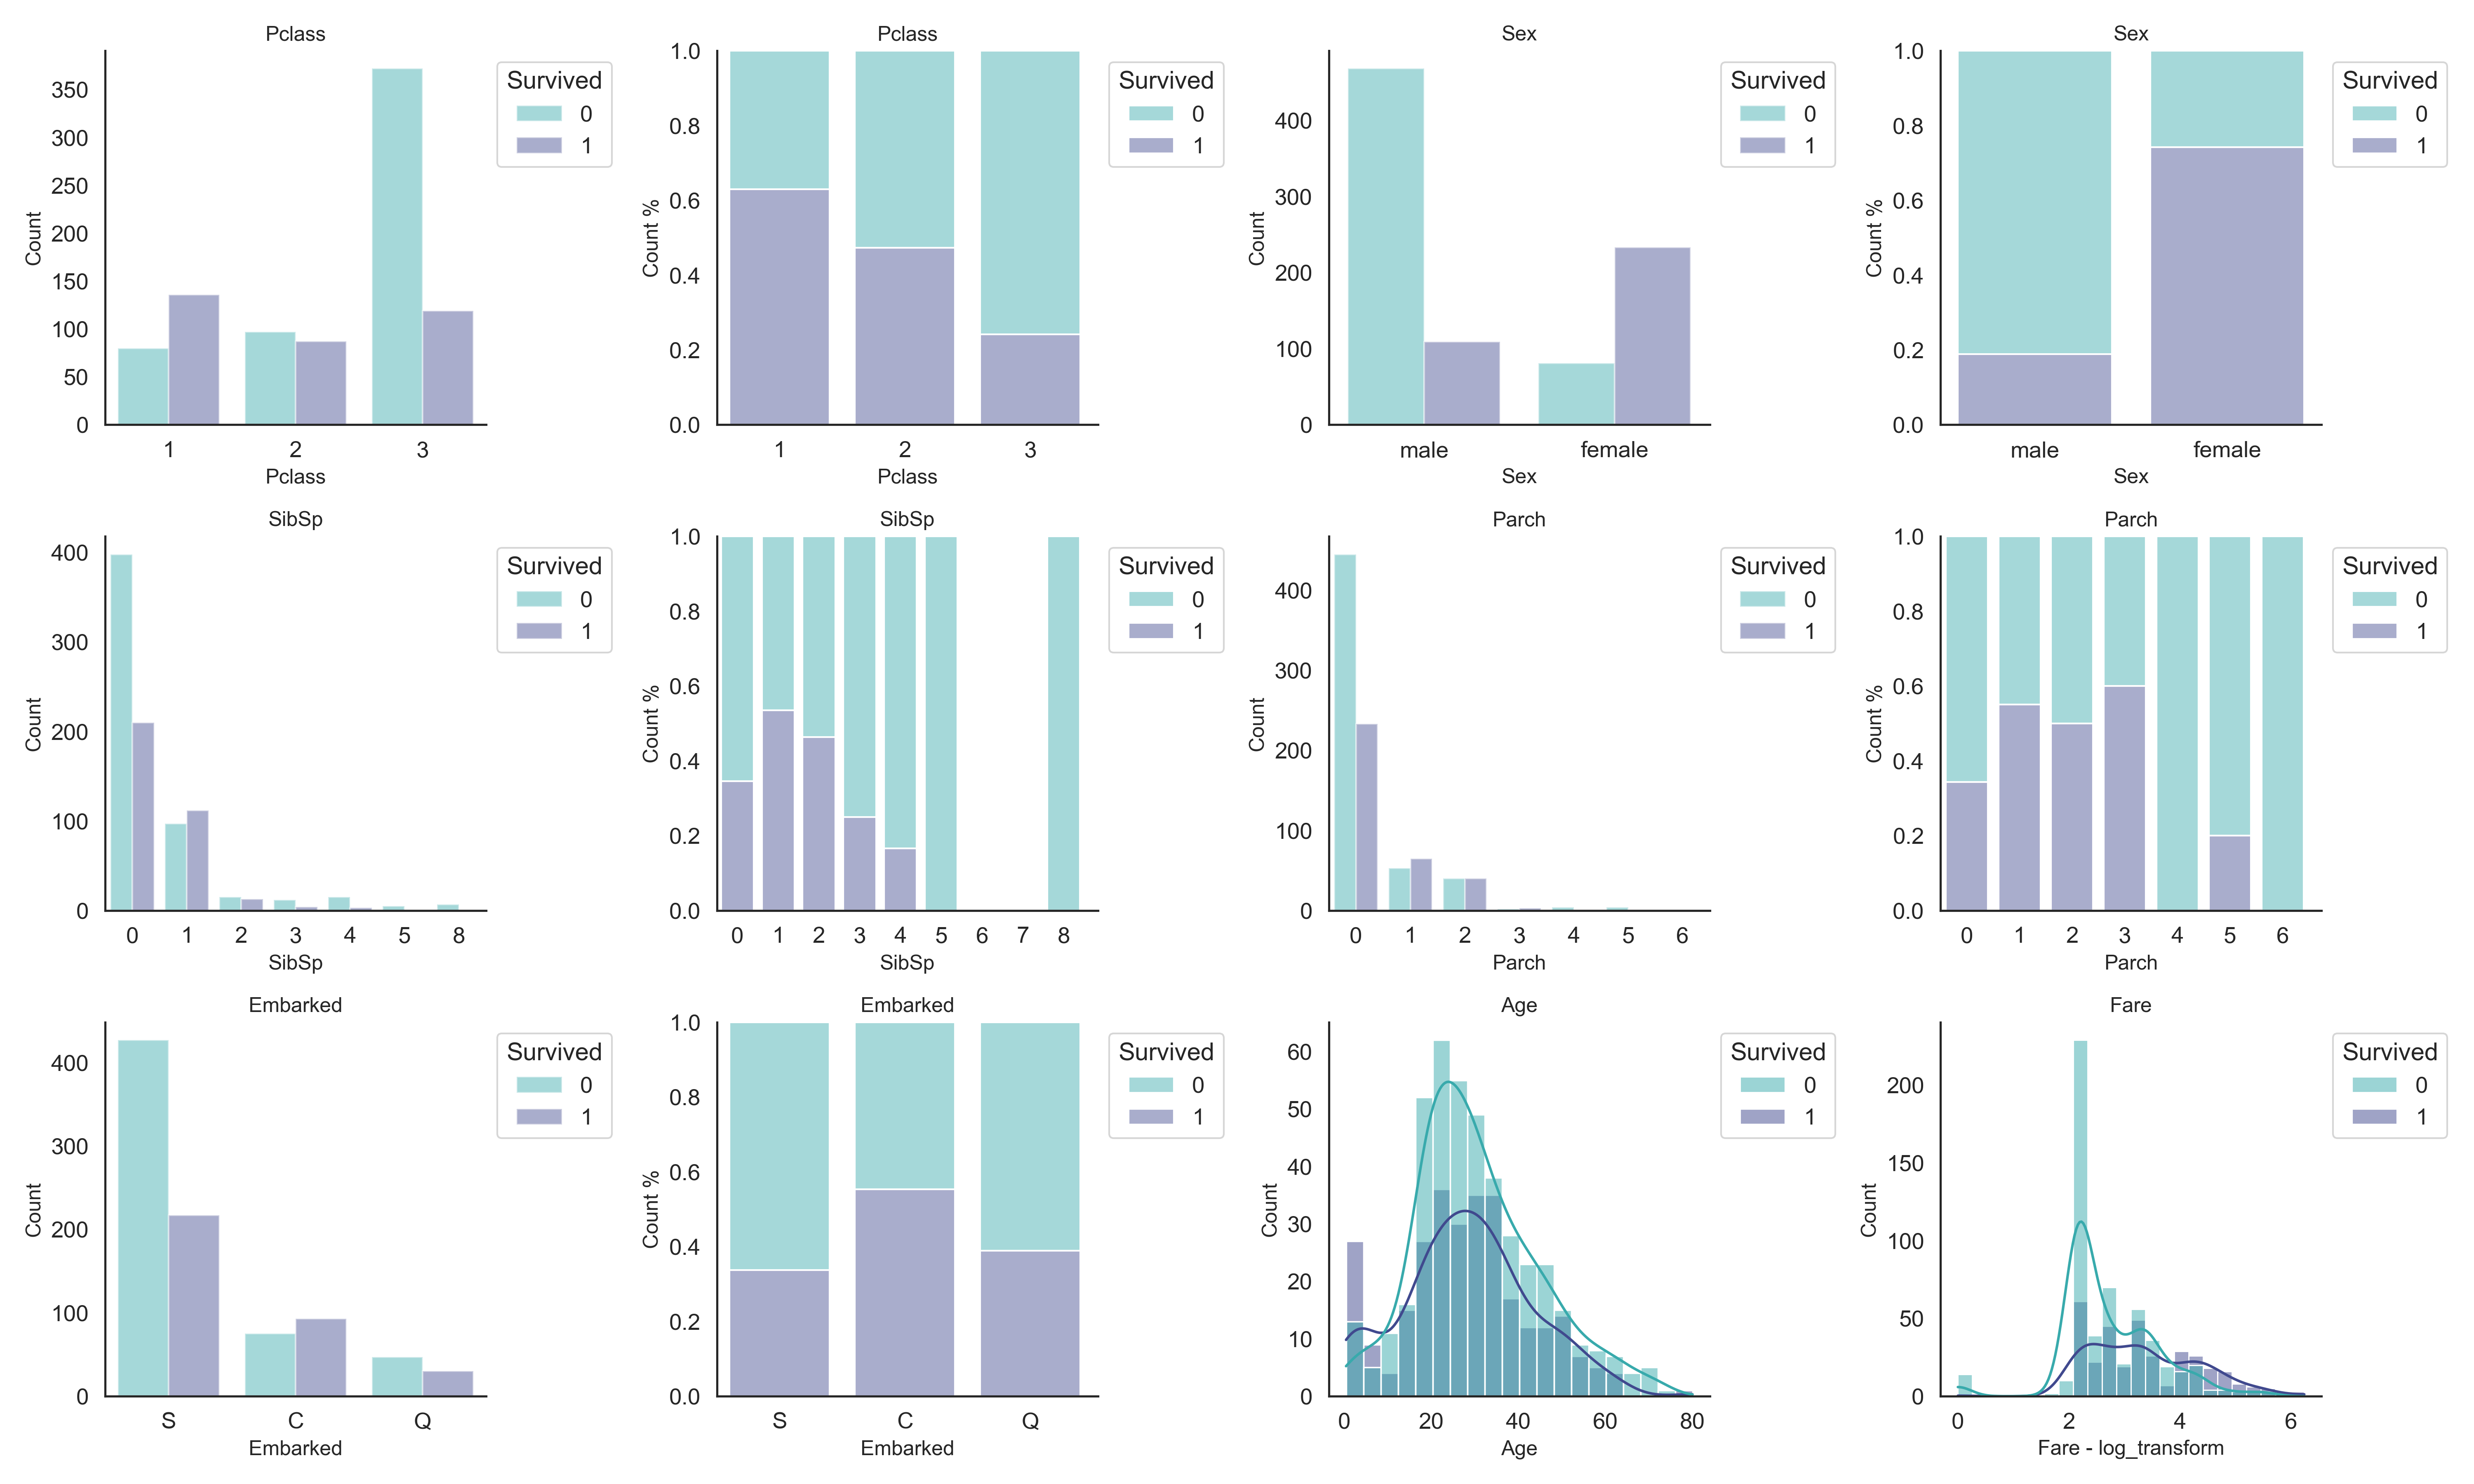 Pclass
Count
350
300
250
200
150
100
50
0
1 2 3
Pclass
Survived
0
1
Pclass
Count %
1.0
0.8
0.6
0.4
0.2
0.0
1 2 3
Pclass
Survived
0
1
Sex
Count
400
300
200
100
0
male female
Sex
Survived
0
1
Sex
Count %
1.0
0.8
0.6
0.4
0.2
0.0
male female
Sex
Survived
0
1
SibSp
Count
400
300
200
100
0
0 1 2 3 4 5 8
SibSp
Survived
0
1
SibSp
Count %
1.0
0.8
0.6
0.4
0.2
0.0
0 1 2 3 4 5 6 7 8
SibSp
Survived
0
1
Parch
Count
400
300
200
100
0
0 1 2 3 4 5 6
Parch
Survived
0
1
Parch
Count %
1.0
0.8
0.6
0.4
0.2
0.0
0 1 2 3 4 5 6
Parch
Survived
0
1
Embarked
Count
400
300
200
100
0
S C Q
Embarked
Survived
0
1
Embarked
Count %
1.0
0.8
0.6
0.4
0.2
0.0
S C Q
Embarked
Survived
0
1
Age
Count
60
50
40
30
20
10
0
0 20 40 60 80
Age
Survived
0
1
Fare
Count
200
150
100
50
0
0 2 4 6
Fare - log_transform
Survived
0
1